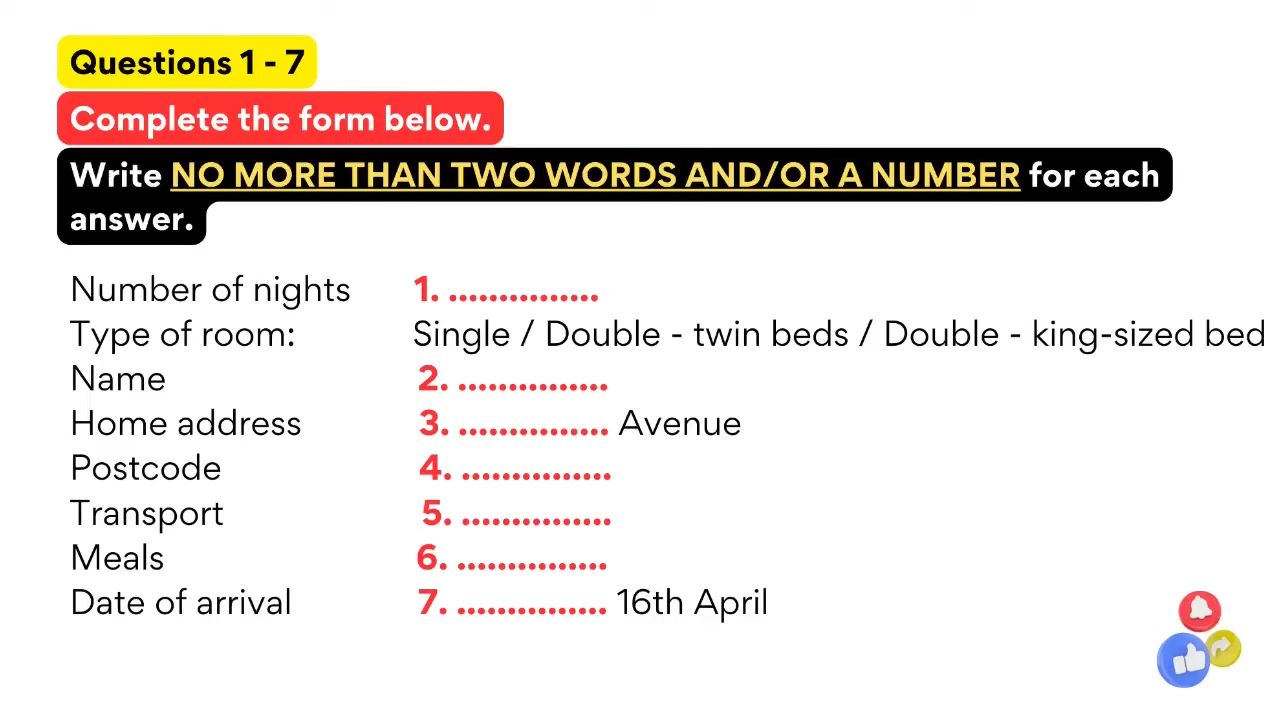 Questions 1 - 7
Complete the form below.
Write NO MORE THAN TWO WORDS AND/OR A NUMBER for each
answer.
Number of nights 1. ...............
Type of room: Single / Double - twin beds / Double - king-sized bed
Name 2. ...............
Home address 3. ............... Avenue
Postcode 4. ...............
Transport 5. ...............
Meals 6. ...............
Date of arrival 7. ............... 16th April